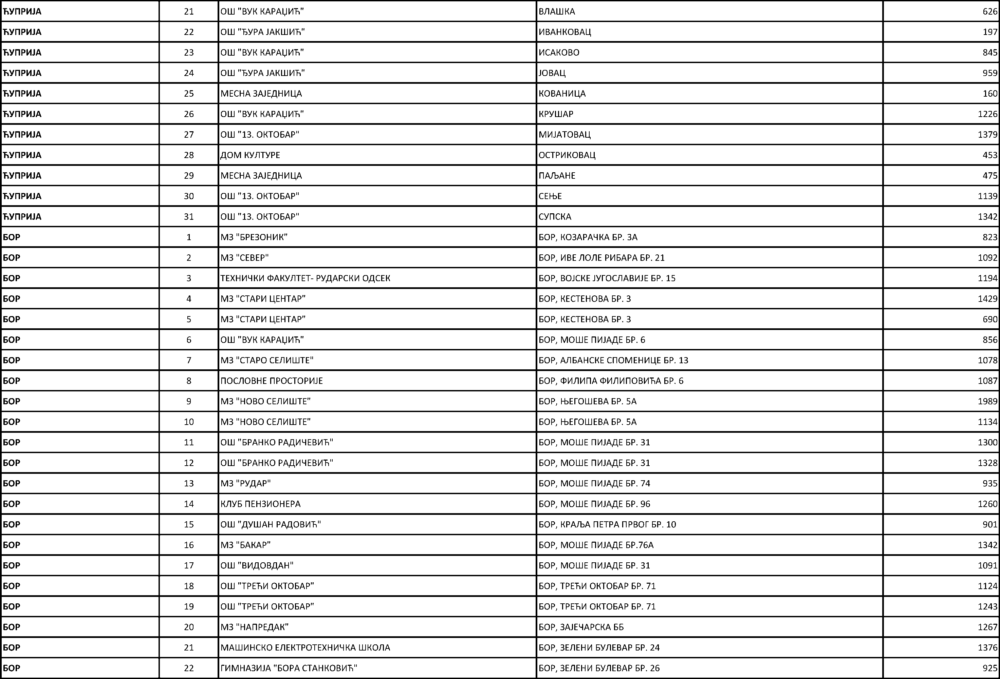 ЋУПРИЈА 21 ОШ "ВУК КАРАЏИЋ" ВЛАШКА 626
ЋУПРИЈА 22 ОШ "ЂУРА ЈАКШИЋ" ИВАНКОВАЦ 197
ЋУПРИЈА 23 ОШ "ВУК КАРАЏИЋ" ИСАКОВО 845
ЋУПРИЈА 24 ОШ "ЂУРА ЈАКШИЋ" ЈОВАЦ 959
ЋУПРИЈА 25 МЕСНА ЗАЈЕДНИЦА КОВАНИЦА 160
ЋУПРИЈА 26 ОШ "ВУК КАРАЏИЋ" КРУШАР 1226
ЋУПРИЈА 27 ОШ "13. ОКТОБАР" МИЈАТОВАЦ 1379
ЋУПРИЈА 28 ДОМ КУЛТУРЕ ОСТРИКОВАЦ 453
ЋУПРИЈА 29 МЕСНА ЗАЈЕДНИЦА ПАЉАНЕ 475
ЋУПРИЈА 30 ОШ "13. ОКТОБАР" СЕЊЕ 1139
ЋУПРИЈА 31 ОШ "13. ОКТОБАР" СУПСКА 1342
БОР 1 МЗ "БРЕЗОНИК" БОР, КОЗАРАЧКА БР. 3А 823
БОР 2 МЗ "СЕВЕР" БОР, ИВЕ ЛОЛЕ РИБАРА БР. 21 1092
БОР 3 ТЕХНИЧКИ ФАКУЛТЕТ- РУДАРСКИ ОДСЕК БОР, ВОЈСКЕ ЈУГОСЛАВИЈЕ БР. 15 1194
БОР 4 МЗ "СТАРИ ЦЕНТАР" БОР, КЕСТЕНОВА БР. 3 1429
БОР 5 МЗ "СТАРИ ЦЕНТАР" БОР, КЕСТЕНОВА БР. 3 690
БОР 6 ОШ "ВУК КАРАЏИЋ" БОР, МОШЕ ПИЈАДЕ БР. 6 856
БОР 7 МЗ "СТАРО СЕЛИШТЕ" БОР, АЛБАНСКЕ СПОМЕНИЦЕ БР. 13 1078
БОР 8 ПОСЛОВНЕ ПРОСТОРИЈЕ БОР, ФИЛИПА ФИЛИПОВИЋА БР. 6 1087
БОР 9 МЗ "НОВО СЕЛИШТЕ" БОР, ЊЕГОШЕВА БР. 5А 1989
БОР 10 МЗ "НОВО СЕЛИШТЕ" БОР, ЊЕГОШЕВА БР. 5А 1134
БОР 11 ОШ "БРАНКО РАДИЧЕВИЋ" БОР, МОШЕ ПИЈАДЕ БР. 31 1300
БОР 12 ОШ "БРАНКО РАДИЧЕВИЋ" БОР, МОШЕ ПИЈАДЕ БР. 31 1328
БОР 13 МЗ "РУДАР" БОР, МОШЕ ПИЈАДЕ БР. 74 935
БОР 14 КЛУБ ПЕНЗИОНЕРА БОР, МОШЕ ПИЈАДЕ БР. 96 1260
БОР 15 ОШ "ДУШАН РАДОВИЋ" БОР, КРАЉА ПЕТРА ПРВОГ БР. 10 901
БОР 16 МЗ "БАКАР" БОР, МОШЕ ПИЈАДЕ БР.76А 1342
БОР 17 ОШ "ВИДОВДАН" БОР, МОШЕ ПИЈАДЕ БР. 31 1091
БОР 18 ОШ "ТРЕЋИ ОКТОБАР" БОР, ТРЕЋИ ОКТОБАР БР. 71 1124
БОР 19 ОШ "ТРЕЋИ ОКТОБАР" БОР, ТРЕЋИ ОКТОБАР БР. 71 1243
БОР 20 МЗ "НАПРЕДАК" БОР, ЗАЈЕЧАРСКА ББ 1267
БОР 21 МАШИНСКО ЕЛЕКТРОТЕХНИЧКА ШКОЛА БОР, ЗЕЛЕНИ БУЛЕВАР БР. 24 1376
БОР 22 ГИМНАЗИЈА "БОРА СТАНКОВИЋ" БОР, ЗЕЛЕНИ БУЛЕВАР БР. 26 925